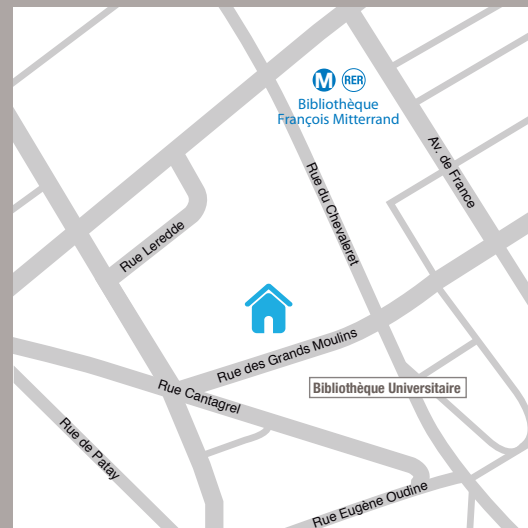 M RER
Bibliothèque
François Mitterrand
Av. de France
Rue du Chevaleret
Rue Leredde
Rue des Grands Moulins
Bibliothèque Universitaire
Rue Cantagrel
Rue de Patay
Rue Eugène Oudine